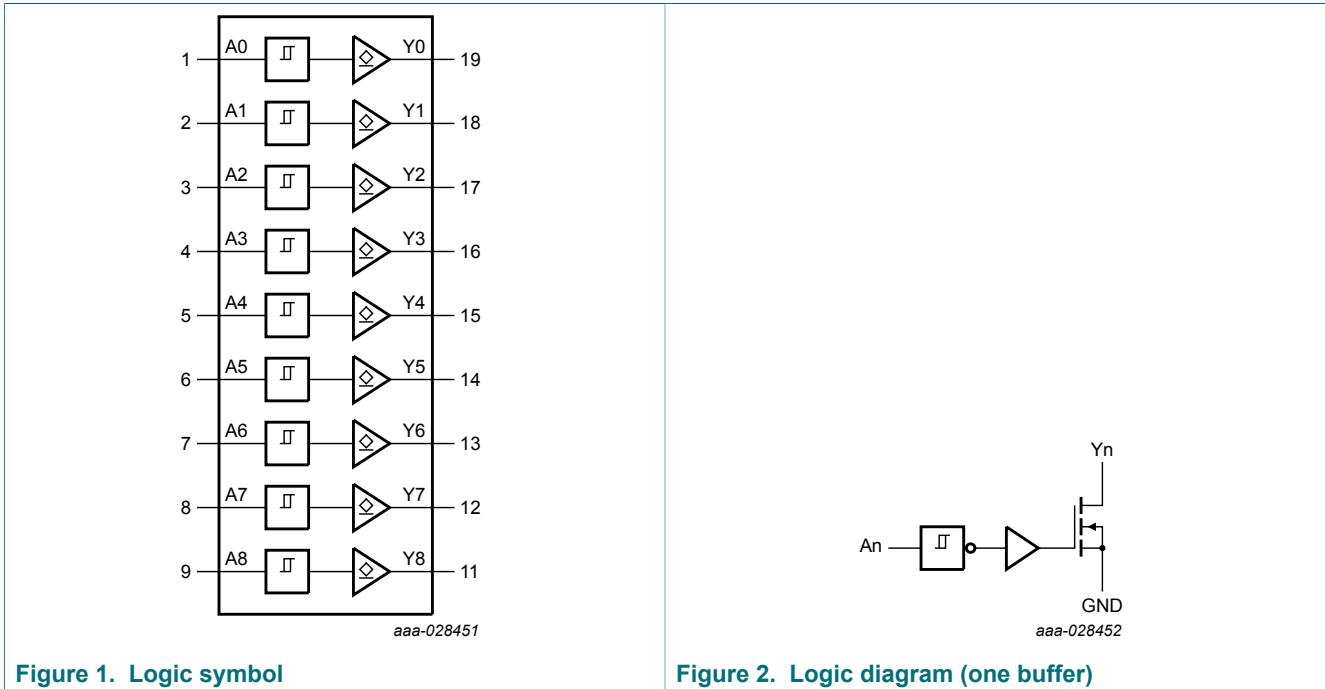 1 A0 Y0 19
2 A1 Y1 18
3 A2 Y2 17
4 A3 Y3 16
5 A4 Y4 15
6 A5 Y5 14
7 A6 Y6 13
8 A7 Y7 12
9 A8 Y8 11
aaa-028451
Figure 1. Logic symbol
Yn
An
GND
aaa-028452
Figure 2. Logic diagram (one buffer)